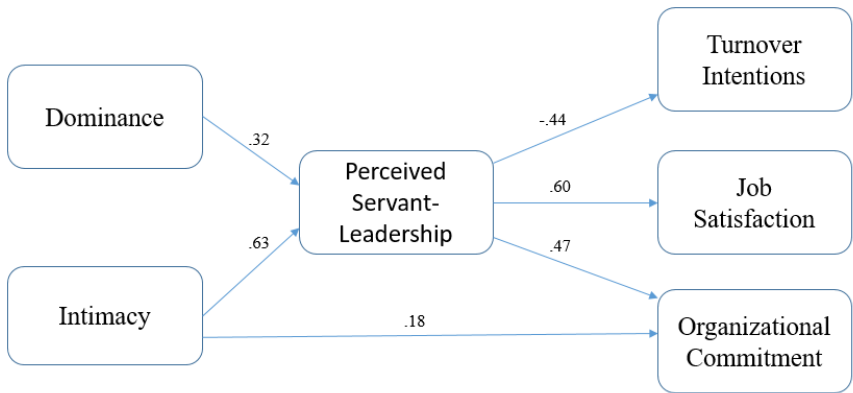 Turnover
Intentions
Dominance
-.44
.32
Perceived
Servant-
Leadership
.60
Job
Satisfaction
.63
.47
Intimacy
.18
Organizational
Commitment